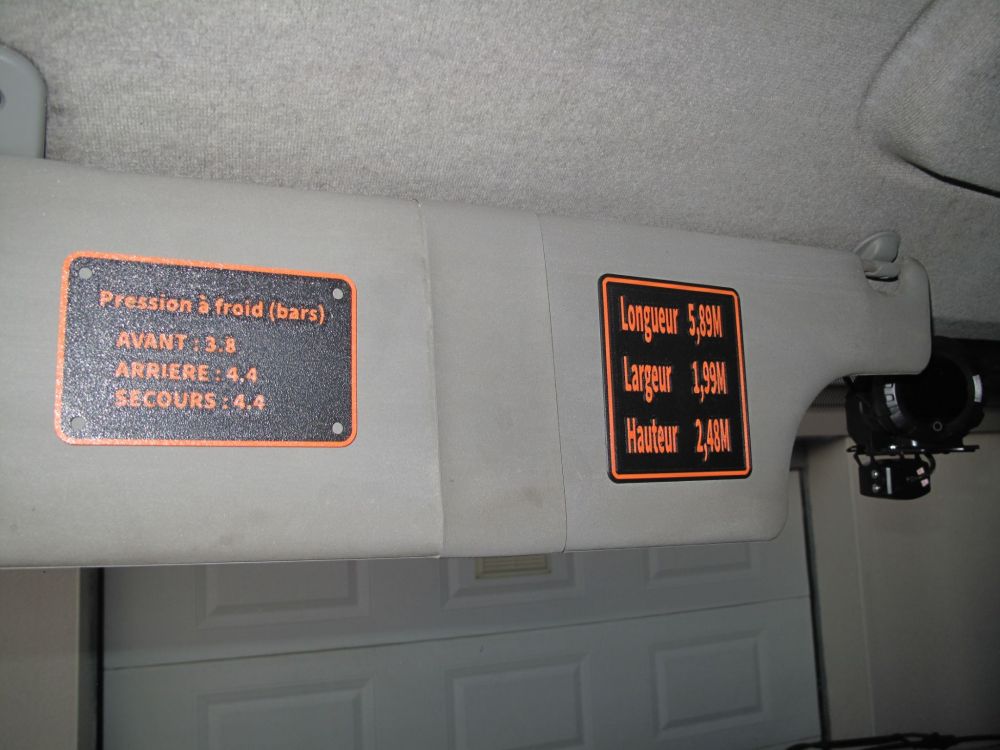 Pression à froid (bars)
AVANT : 3.8
ARRIERE : 4.4
SECOURS : 4.4
Longueur 5,89M
Largeur 1,99M
Hauteur 2,48M